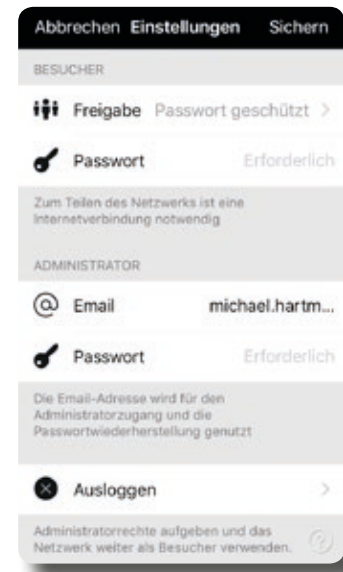 Abbrechen Einstellungen Sichern
BESUCHER
Freigabe Passwort geschützt >
Passwort Erforderlich
Zum Teilen des Netzwerks ist eine
Internetverbindung notwendig
ADMINISTRATOR
@ Email michael.hartm...
Passwort Erforderlich
Die Email-Adresse wird für den
Administratorzugang und die
Passwortwiederherstellung genutzt
Ausloggen >
Administratorrechte aufgeben und das
Netzwerk weiter als Besucher verwenden. ?